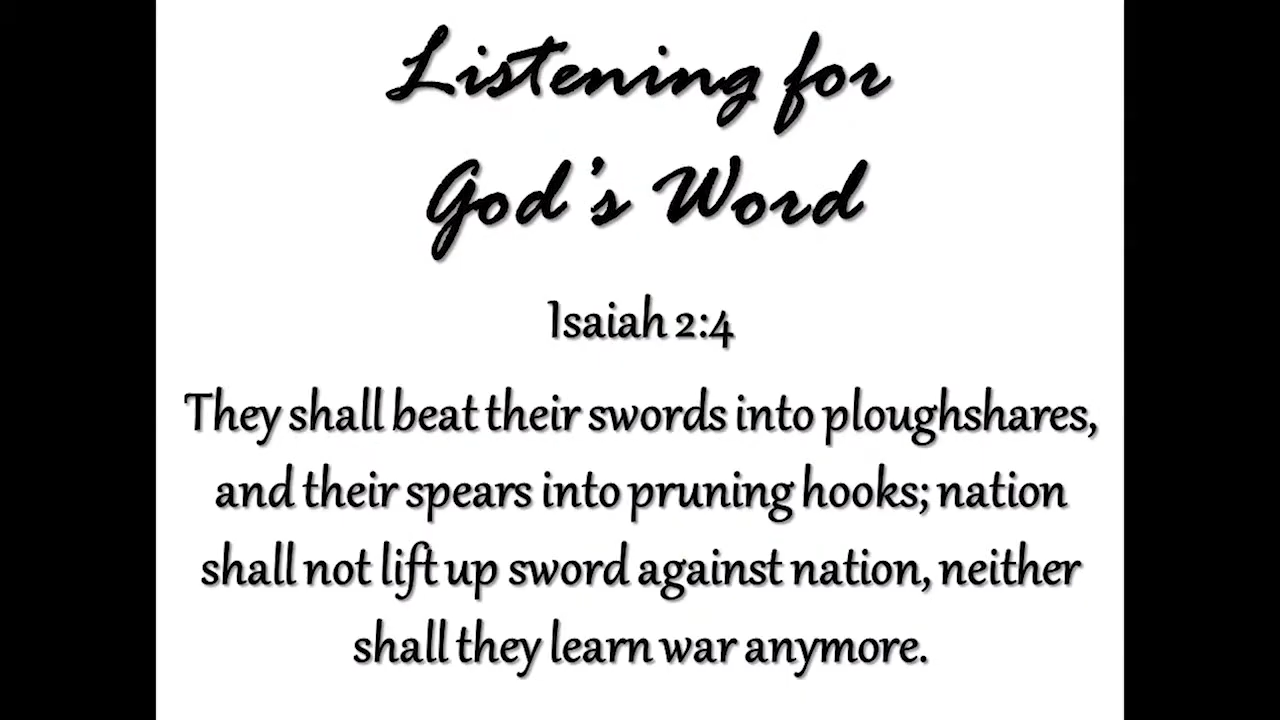 Listening for
God's Word
Isaiah 2:4
They shall beat their swords into ploughshares,
and their spears into pruning hooks; nation
shall not lift up sword against nation, neither
shall they learn war anymore.